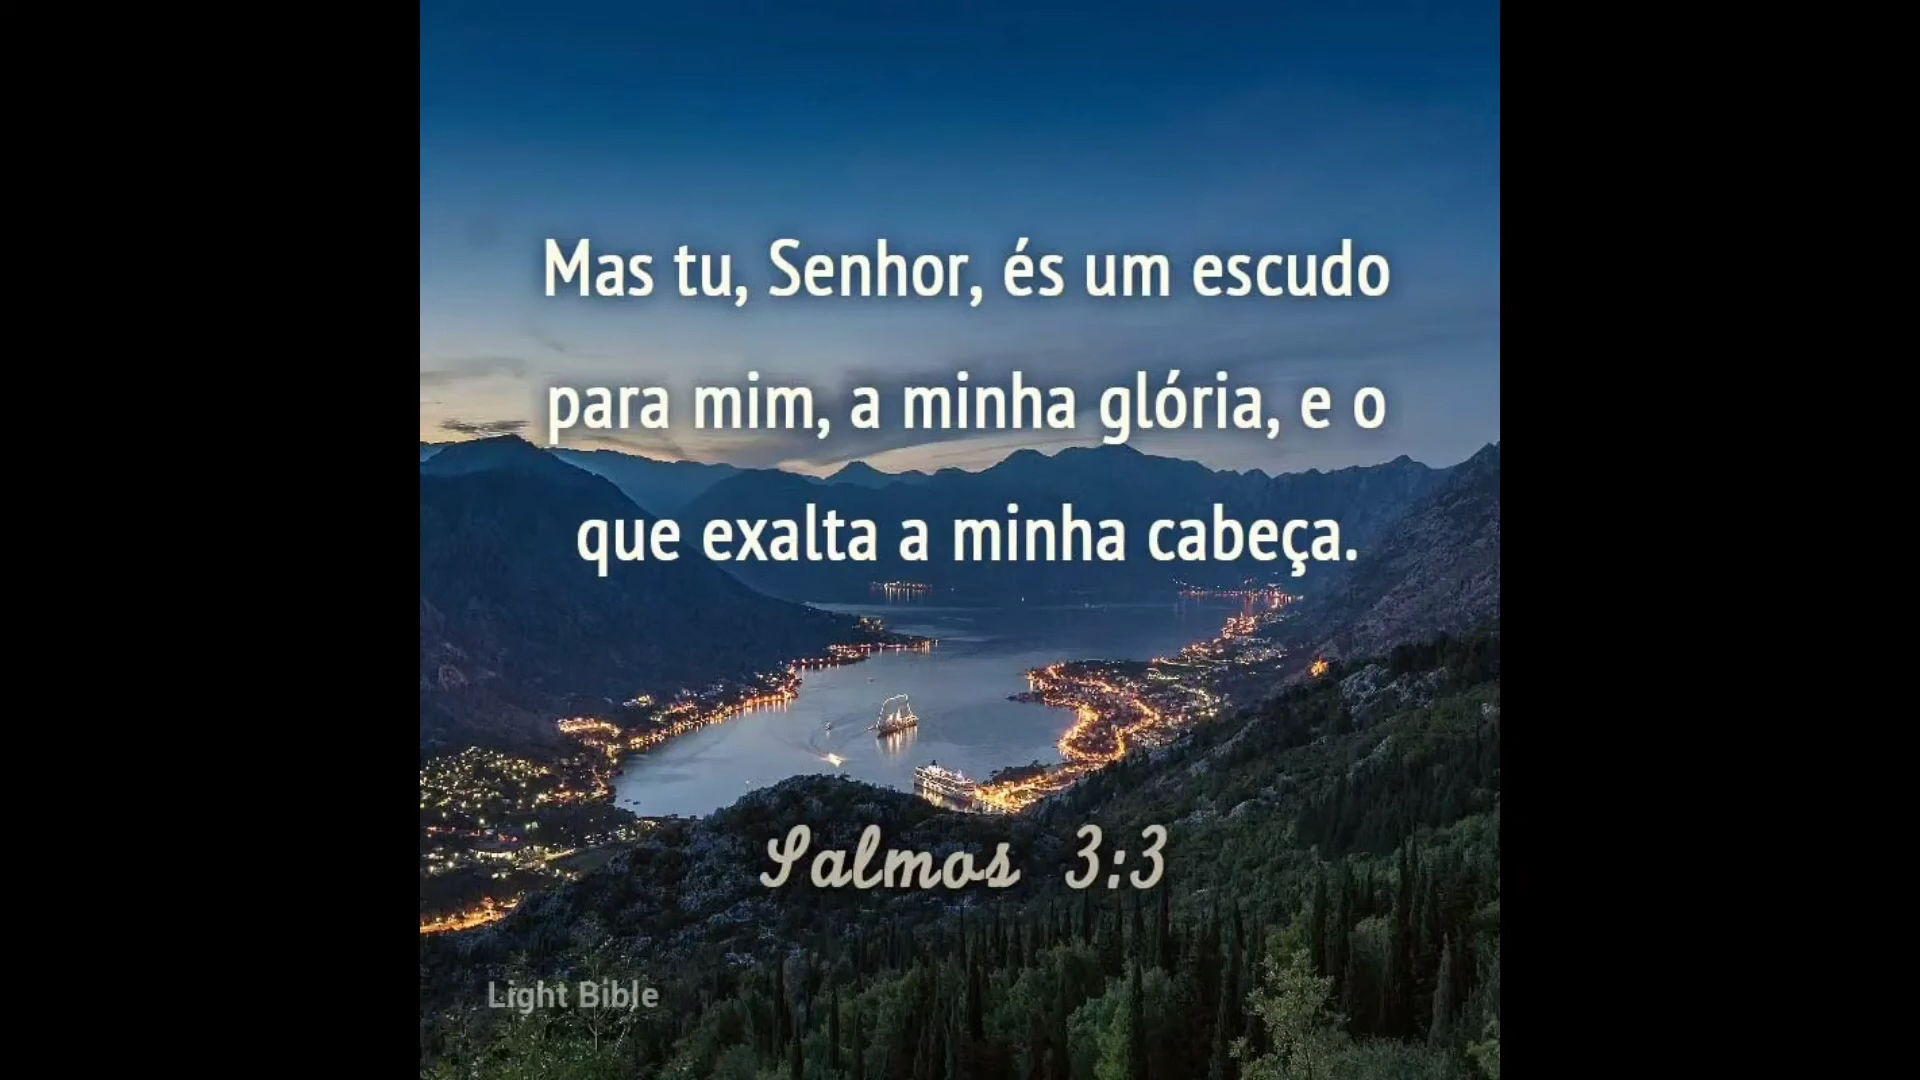 Mas tu, Senhor, és um escudo
para mim, a minha glória, e o
que exalta a minha cabeça.
Salmos 3:3
Light Bible